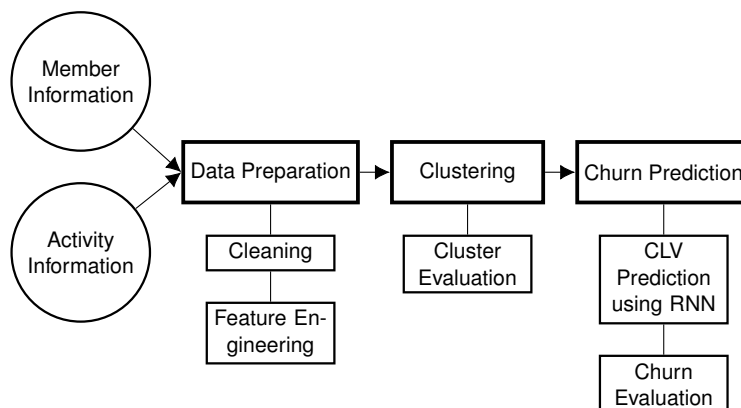 Member
Information
Activity
Information
Data Preparation
Cleaning
Feature En-
gineering
Clustering
Cluster
Evaluation
Churn Prediction
CLV
Prediction
using RNN
Churn
Evaluation